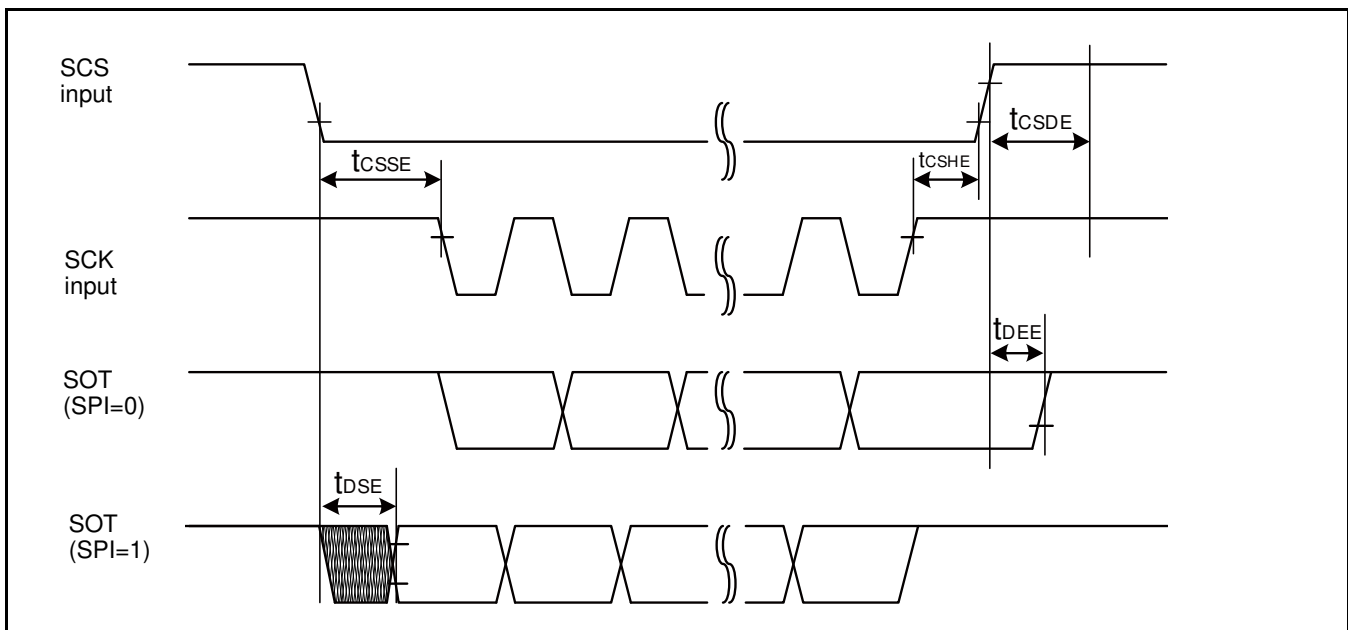 SCS
input
tCSDE
tCSSE
tCSHE
SCK
input
tDEE
SOT
(SPI=0)
tDSE
SOT
(SPI=1)